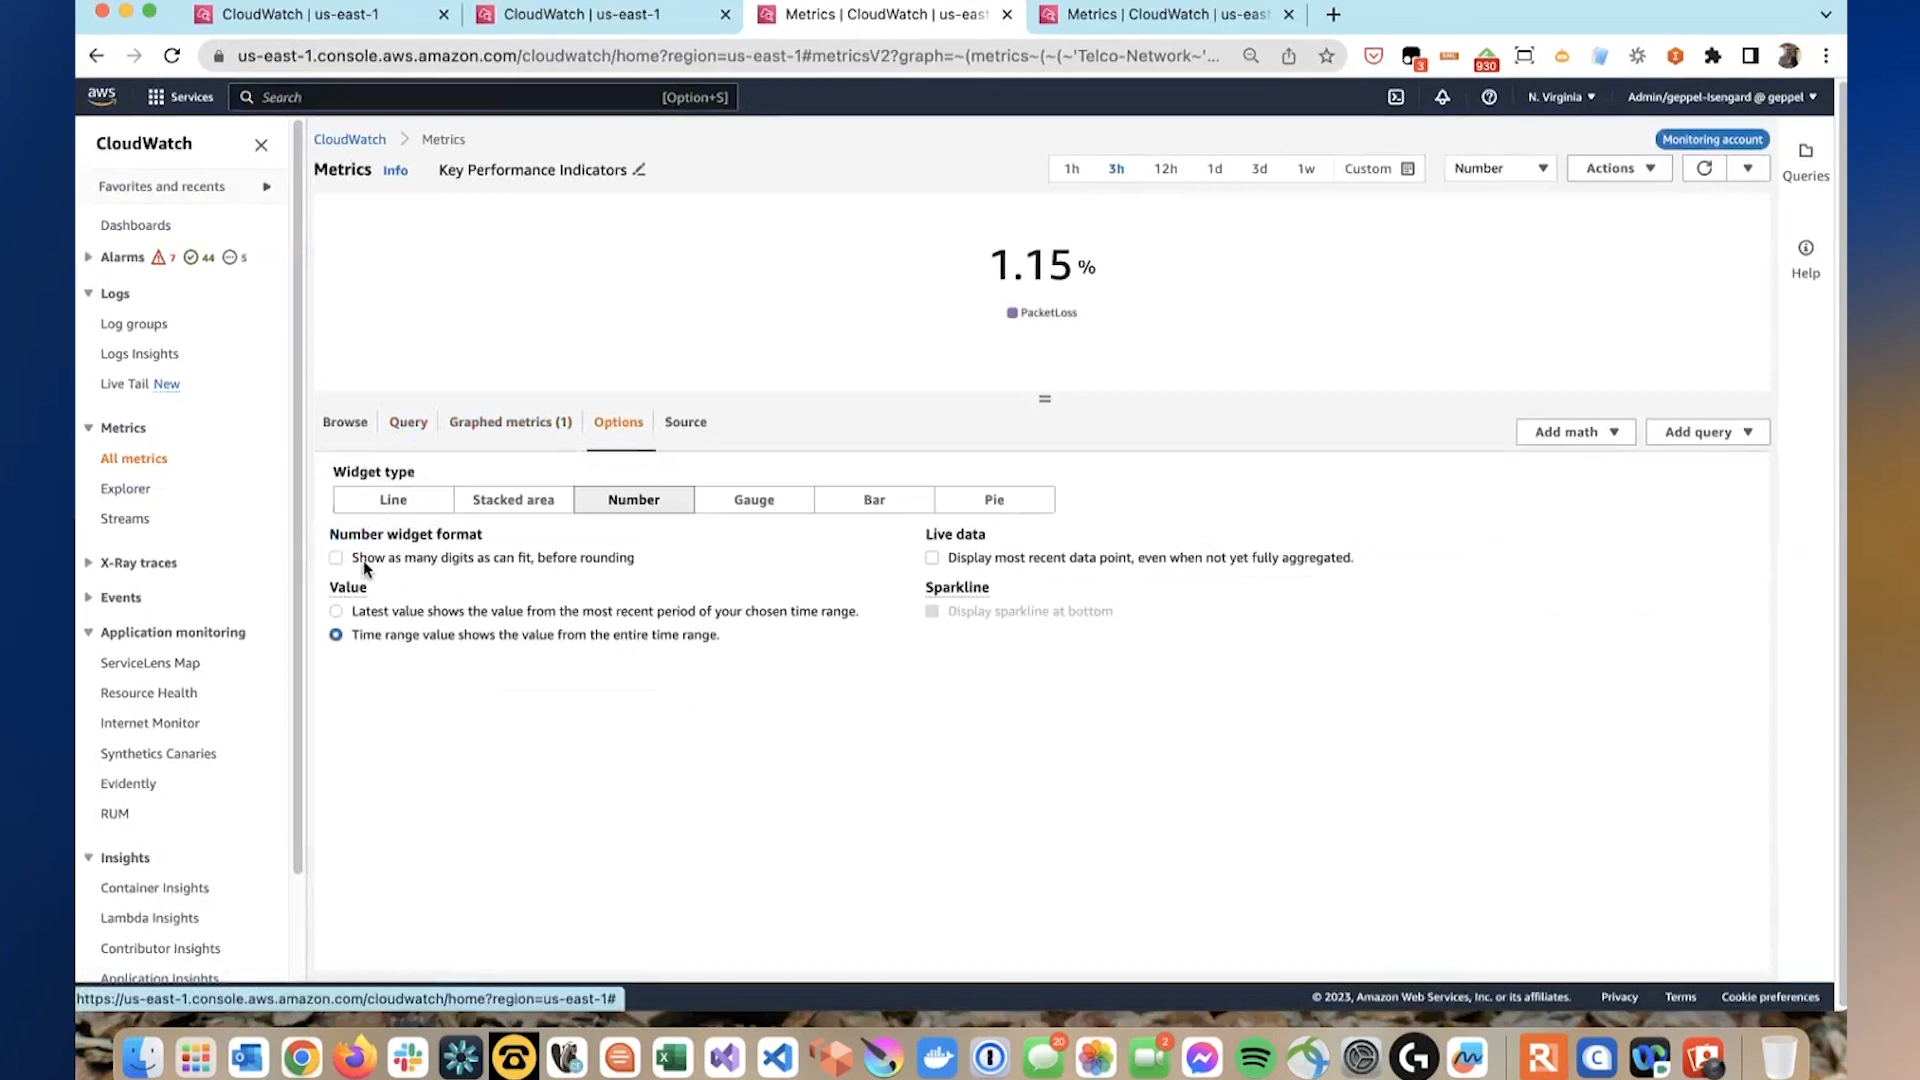 CloudWatch | us-east-1
CloudWatch | us-east-1
Metrics | CloudWatch | us-east
Metrics | CloudWatch | us-east
us-east-1.console.aws.amazon.com/cloudwatch/home?region=us-east-1#metricsV2?graph=~(metrics~(~(~'Telco-Network~'...
3
930
aws
Services
Search
[Option+S]
N. Virginia
Admin/geppel-Isengard @ geppel
CloudWatch
Favorites and recents
Dashboards
Alarms 7 44 5
Logs
Log groups
Logs Insights
Live Tail New
Metrics
All metrics
Explorer
Streams
X-Ray traces
Events
Application monitoring
ServiceLens Map
Resource Health
Internet Monitor
Synthetics Canaries
Evidently
RUM
Insights
Container Insights
Lambda Insights
Contributor Insights
Application Insights
CloudWatch > Metrics
Monitoring account
Metrics Info Key Performance Indicators
1h 3h 12h 1d 3d 1w Custom
Number
Actions
Queries
Help
1.15 %
PacketLoss
Browse Query Graphed metrics (1) Options Source
Add math
Add query
Widget type
Line Stacked area Number Gauge Bar Pie
Number widget format
Show as many digits as can fit, before rounding
Value
Latest value shows the value from the most recent period of your chosen time range.
Time range value shows the value from the entire time range.
Live data
Display most recent data point, even when not yet fully aggregated.
Sparkline
Display sparkline at bottom
https://us-east-1.console.aws.amazon.com/cloudwatch/home?region=us-east-1#
© 2023, Amazon Web Services, Inc. or its affiliates.
Privacy
Terms
Cookie preferences
20
2